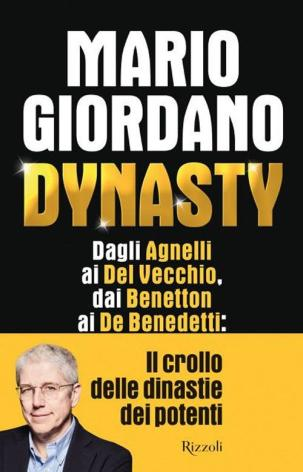 MARIO
GIORDANO
DYNASTY
Dagli Agnelli
ai Del Vecchio,
dai Benetton
ai De Benedetti:
Il crollo
delle dinastie
dei potenti
Rizzoli